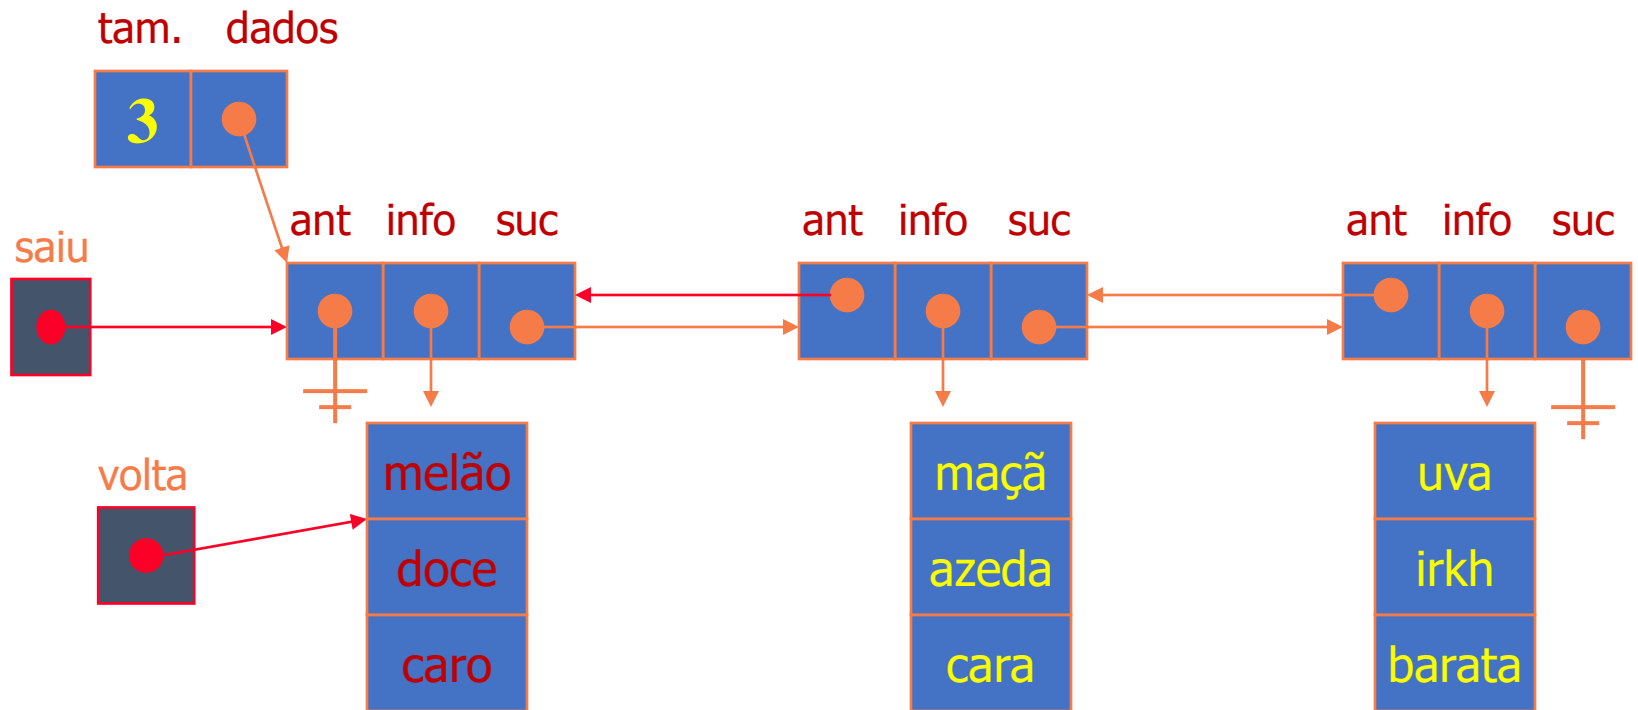 tam. dados
3
ant info suc ant info suc ant info suc
saiu
melão maçã uva
volta
doce azeda irkh
caro cara barata